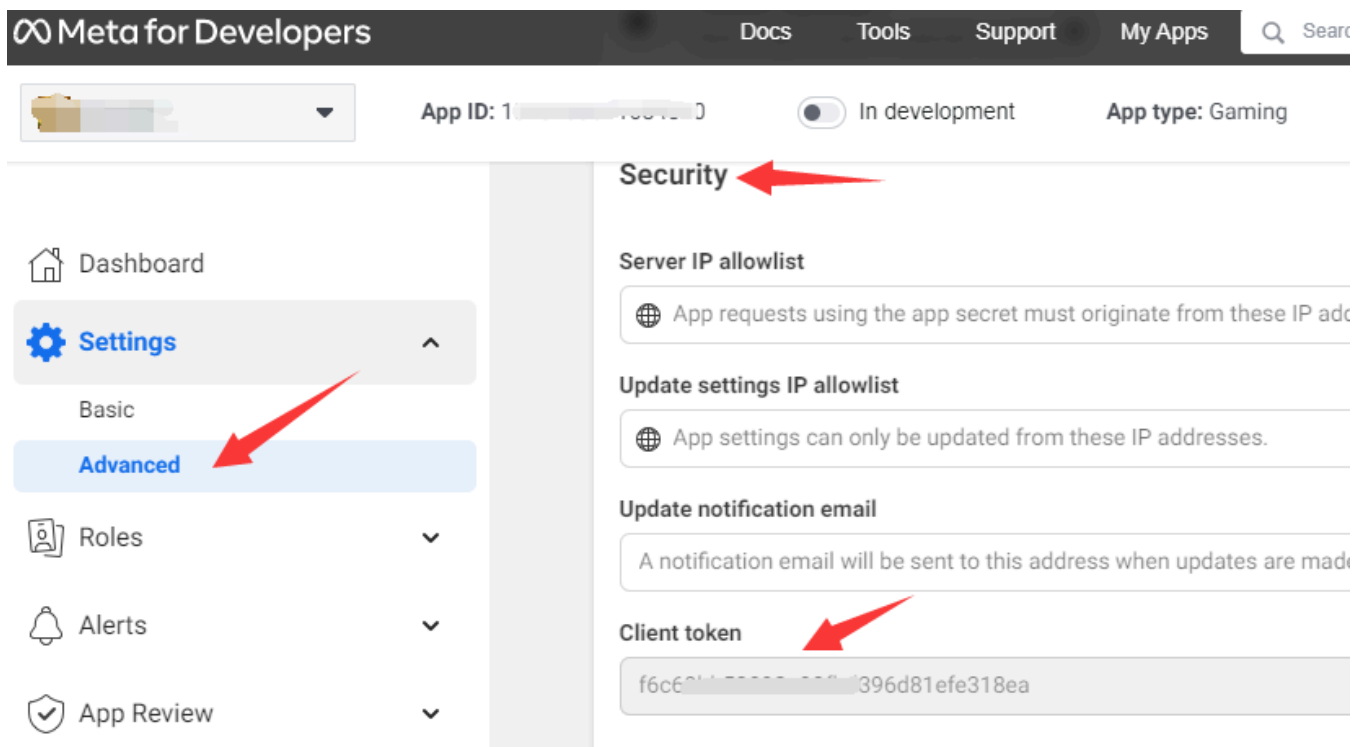 Meta for Developers
Docs Tools Support My Apps
App ID: In development App type: Gaming
Security
Dashboard
Server IP allowlist
Settings
App requests using the app secret must originate from these IP
Update settings IP allowlist
Basic
App settings can only be updated from these IP addresses.
Advanced
Update notification email
Roles
A notification email will be sent to this address when updates are made
Alerts
Client token
App Review